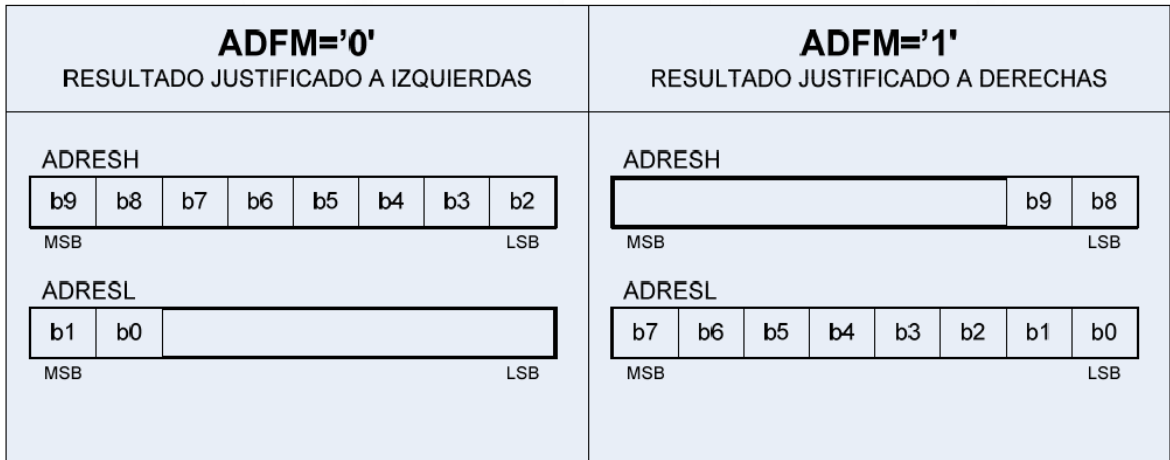 ADFM='0'
RESULTADO JUSTIFICADO A IZQUIERDAS
ADRESH
b9 b8 b7 b6 b5 b4 b3 b2
MSB LSB
ADRESL
b1 b0
MSB LSB
ADFM='1'
RESULTADO JUSTIFICADO A DERECHAS
ADRESH
b9 b8
MSB LSB
ADRESL
b7 b6 b5 b4 b3 b2 b1 b0
MSB LSB